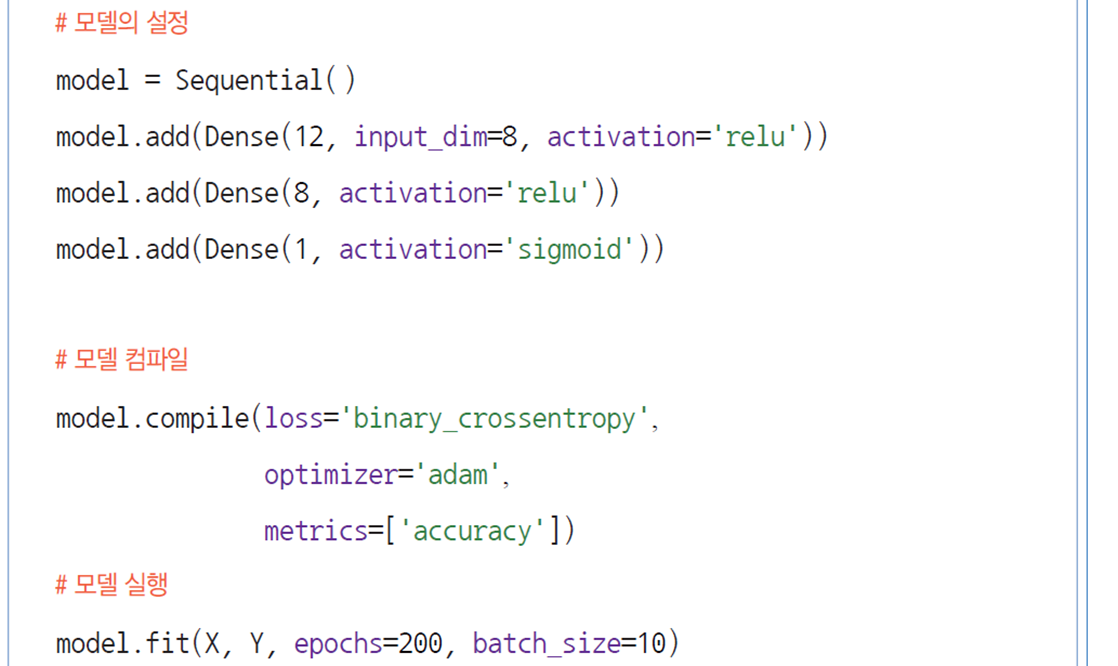 # 모델의 설정
model = Sequential()
model.add(Dense(12, input_dim=8, activation='relu'))
model.add(Dense(8, activation='relu'))
model.add(Dense(1, activation='sigmoid'))
# 모델 컴파일
model.compile(loss='binary_crossentropy',
optimizer='adam',
metrics=['accuracy'])
# 모델 실행
model.fit(X, Y, epochs=200, batch_size=10)